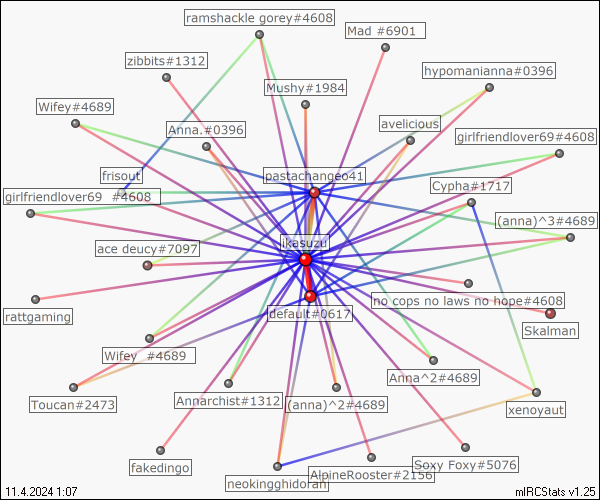 ramshackle gorey#4608
Mad #6901
zibbits#1312
hypomanianna#0396
Mushy#1984
Wifey#4689
Anna.#0396
avelicious
girlfriendlover69#4608
frisout
pastachangeo41
Cypha#1717
girlfriendlover69 #4608
(anna)^3#4689
ikasuzu
ace deucy#7097
no cops no laws no hope#4608
rattgaming
default#0617
Skalman
Wifey #4689
Anna^2#4689
Toucan#2473
Annarchist#1312
(anna)^2#4689
xenoyaut
fakedingo
AlpineRooster#2156
Soxy Foxy#5076
neokingghidorah
11.4.2024 1:07
mIRCStats v1.25